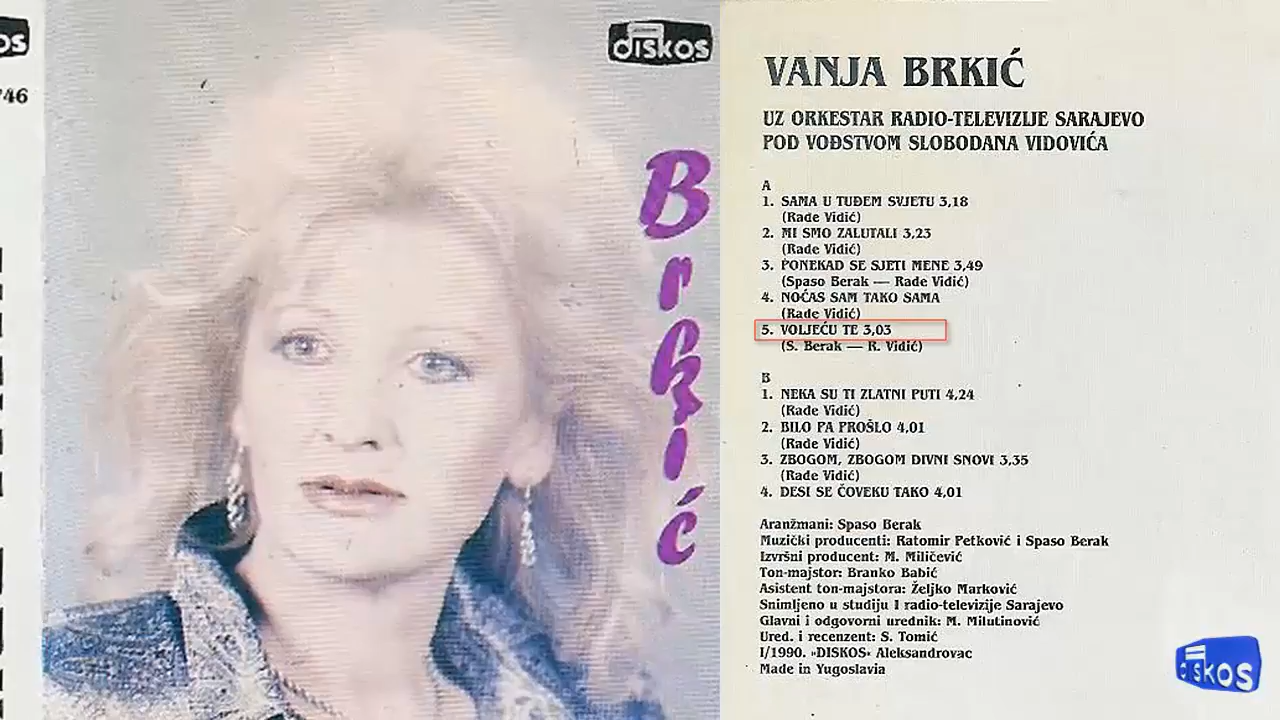 os
746
diskos
Brkić
VANJA BRKIĆ
UZ ORKESTAR RADIO-TELEVIZIJE SARAJEVO
POD VOĐSTVOM SLOBODANA VIDOVIĆA
A
1. SAMA U TUĐEM SVJETU 3,18
(Rade Vidić)
2. MI SMO ZALUTALI 3,23
(Rade Vidić)
3. PONEKAD SE SJETI MENE 3,49
(Spaso Berak — Rade Vidić)
4. NOĆAS SAM TAKO SAMA
(Rade Vidić)
5. VOLJEĆU TE 3,03
(S. Berak — R. Vidić)
B
1. NEKA SU TI ZLATNI PUTI 4,24
(Rade Vidić)
2. BILO PA PROŠLO 4,01
(Rade Vidić)
3. ZBOGOM, ZBOGOM DIVNI SNOVI 3,35
(Rade Vidić)
4. DESI SE ČOVEKU TAKO 4,01
Aranžmani: Spaso Berak
Muzički producenti: Ratomir Petković i Spaso Berak
Izvršni producent: M. Miličević
Ton-majstor: Branko Babić
Asistent ton-majstora: Željko Marković
Snimljeno u studiju I radio-televizije Sarajevo
Glavni i odgovorni urednik: M. Milutinović
Ured. i recenzent: S. Tomić
I/1990. »DISKOS« Aleksandrovac
Made in Yugoslavia
diskos